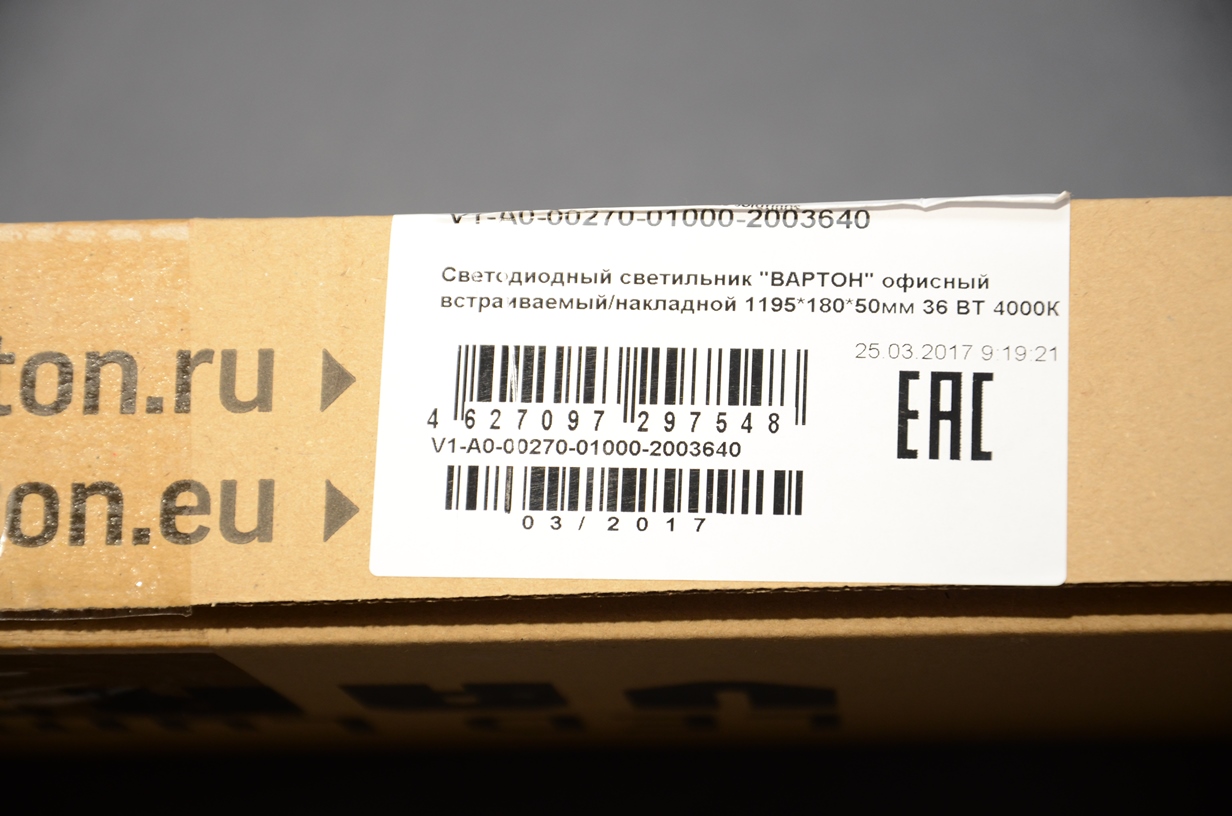 V1-A0-00270-01000-2003640
Светодиодный светильник "ВАРТОН" офисный
встраиваемый/накладной 1195*180*50мм 36 ВТ 4000К
25.03.2017 9:19:21
4 627097 297548
EAC
V1-A0-00270-01000-2003640
03/2017
ton.ru
on.eu